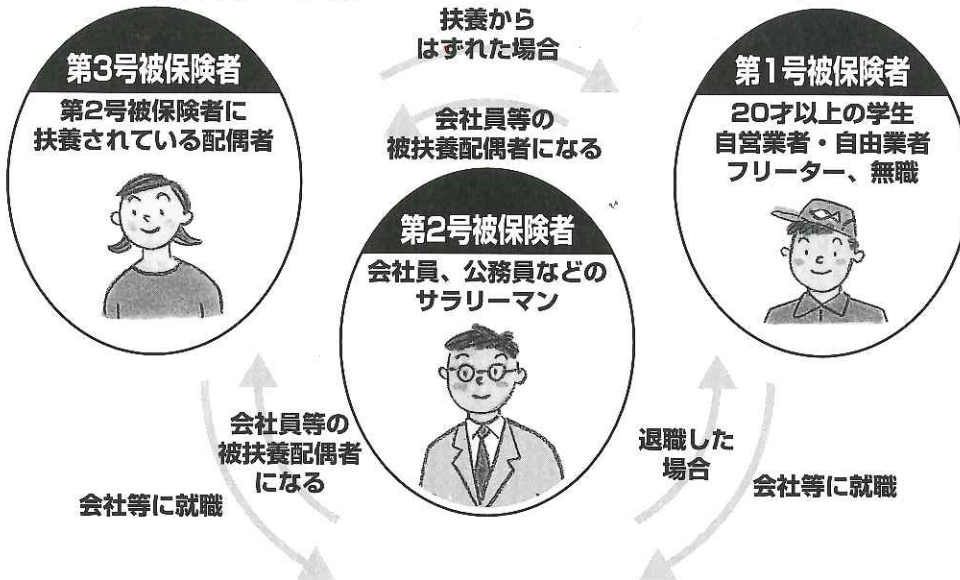 扶養から
はずれた場合
第3号被保険者
第2号被保険者に
扶養されている配偶者
会社員等の
被扶養配偶者になる
第1号被保険者
20才以上の学生
自営業者・自由業者
フリーター、無職
第2号被保険者
会社員、公務員などの
サラリーマン
会社員等の
被扶養配偶者
になる
会社等に就職
退職した
場合
会社等に就職